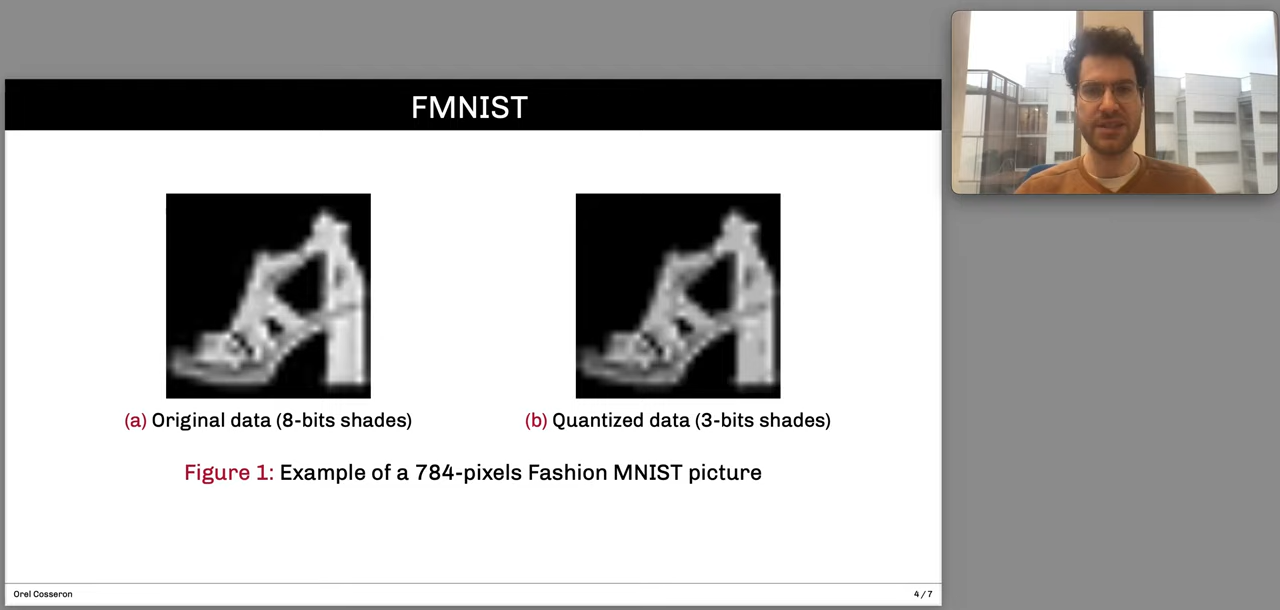 FMNIST
(a) Original data (8-bits shades)
(b) Quantized data (3-bits shades)
Figure 1: Example of a 784-pixels Fashion MNIST picture
Orel Cosseron
4 / 7